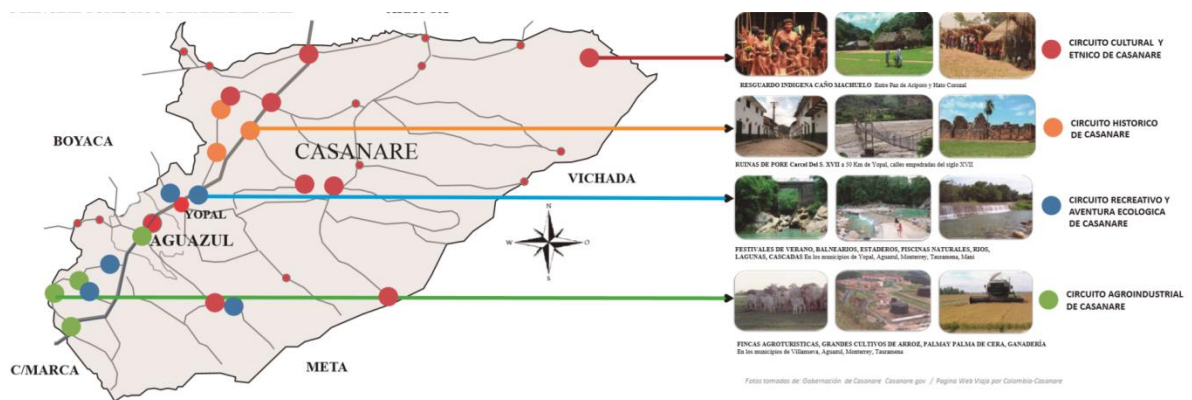 BOYACA
CASANARE
VICHADA
YOPAL
AGUAZUL
N
W
O
S
C/MARCA
META
CIRCUITO CULTURAL Y
ETNICO DE CASANARE
RESGUARDO INDIGENA CAÑO MACHUELO Entre Paz de Ariporo y Hato Corozal
CIRCUITO HISTORICO
DE CASANARE
RUINAS DE PORE Carcel Del S. XVII a 50 Km de Yopal, calles empedradas del siglo XVII
CIRCUITO RECREATIVO Y
AVENTURA ECOLOGICA
DE CASANARE
FESTIVALES DE VERANO, BALNEARIOS, ESTADEROS, PISCINAS NATURALES, RIOS,
LAGUNAS, CASCADAS En los municipios de Yopal, Aguazul, Monterrey, Tauramena, Mani
CIRCUITO AGROINDUSTRIAL
DE CASANARE
FINCAS AGROTURISTICAS, GRANDES CULTIVOS DE ARROZ, PALMA Y PALMA DE CERA, GANADERÍA
En los municipios de Villanueva, Aguazul, Monterrey, Tauramena
Fotos tomadas de: Gobernación de Casanare Casanare gov / Pagina Web Viaja por Colombia-Casanare